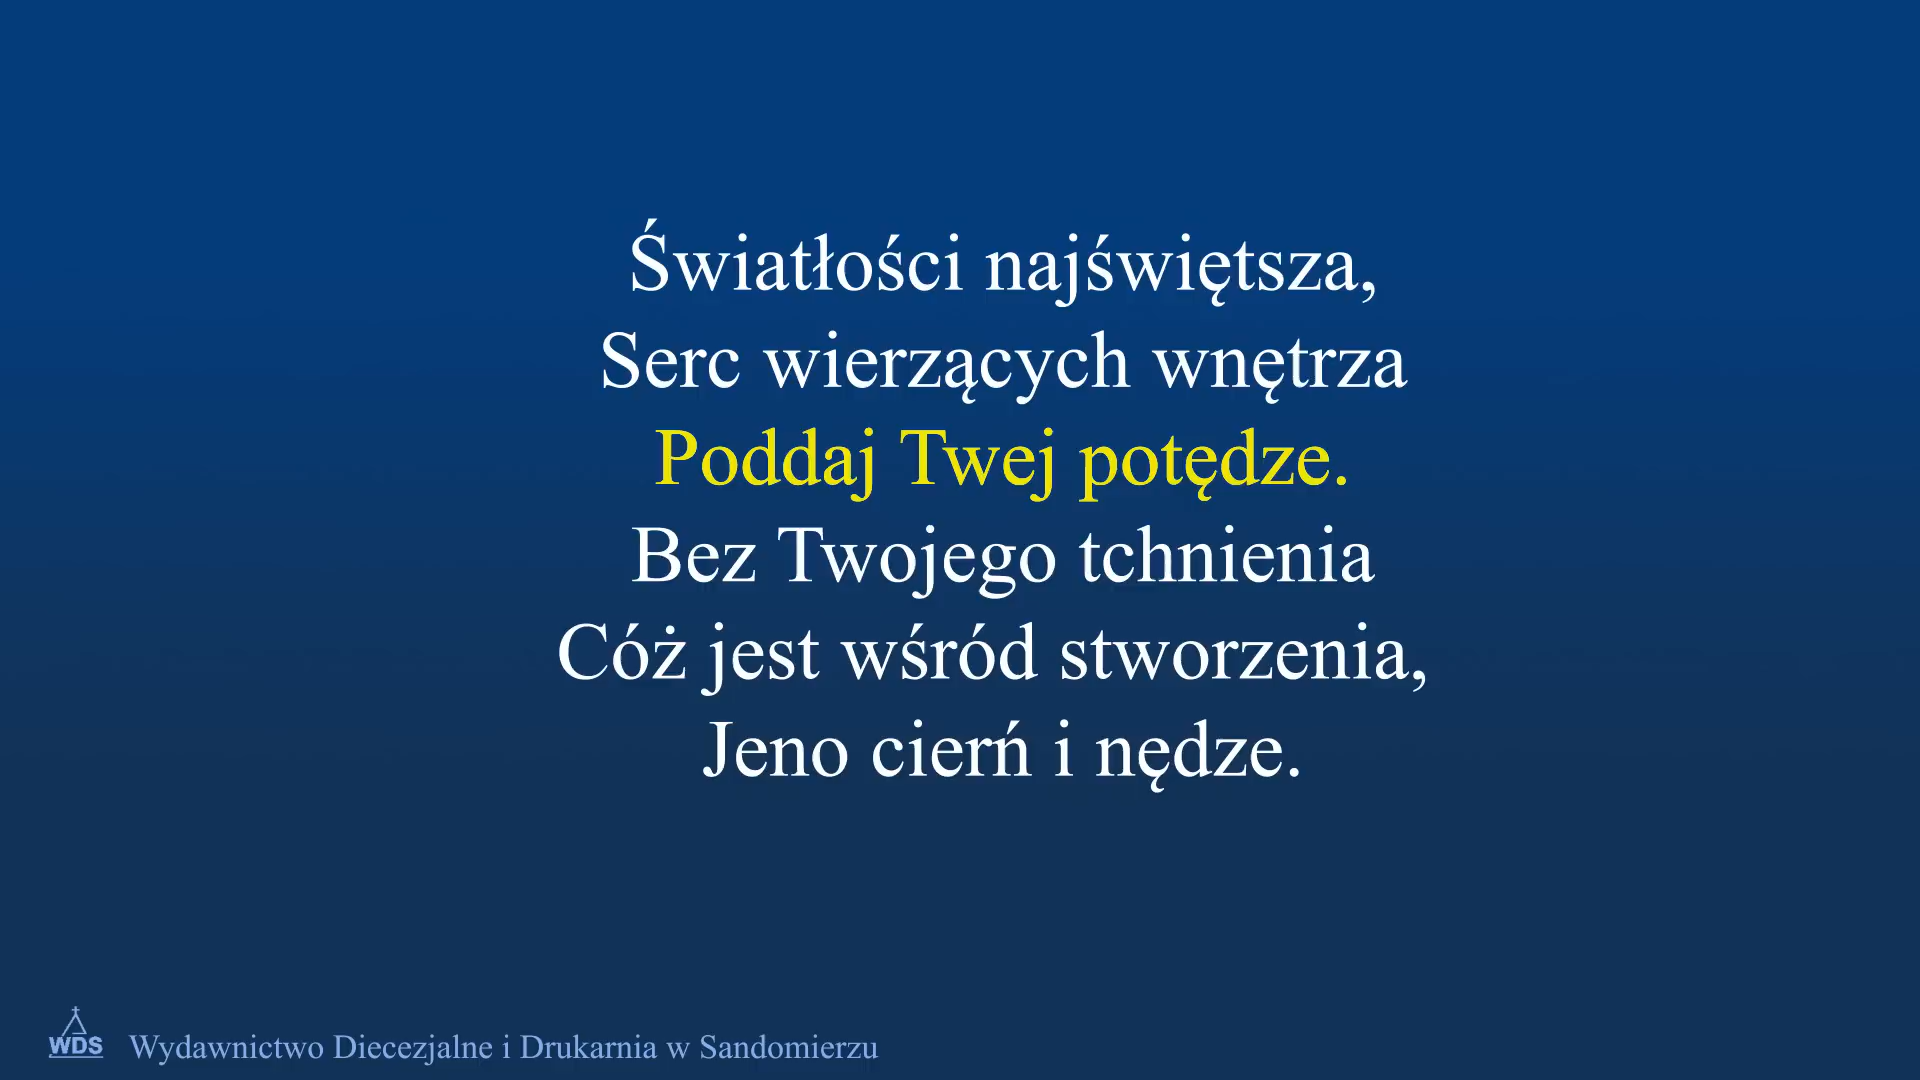 Światłości najświętsza,
Serc wierzących wnętrza
Poddaj Twej potędze.
Bez Twojego tchnienia
Cóż jest wśród stworzenia,
Jeno cierń i nędze.
WDS Wydawnictwo Diecezjalne i Drukarnia w Sandomierzu